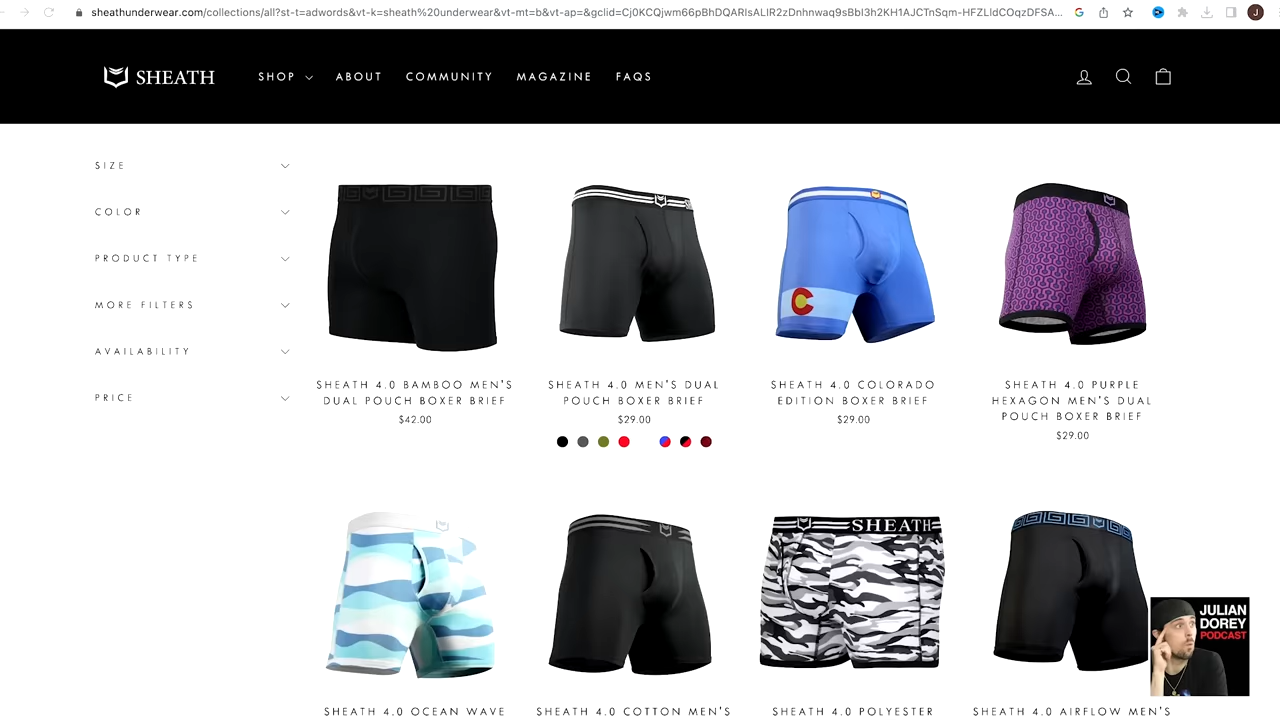 sheathunderwear.com/collections/all?st-t=adwords&vt-k=sheath%20underwear&vt-mt=b&vt-ap=&gclid=Cj0KCQjwm66pBhDQARIsALIR2zDnhnwaq9sBbI3h2KH1AJCTnSqm-HFZLldCOqzDFSA...
J
SHEATH
SHOP ABOUT COMMUNITY MAGAZINE FAQS
SIZE
COLOR
PRODUCT TYPE
MORE FILTERS
AVAILABILITY
PRICE
SHEATH 4.0 BAMBOO MEN'S
DUAL POUCH BOXER BRIEF
$42.00
SHEATH 4.0 MEN'S DUAL
POUCH BOXER BRIEF
$29.00
SHEATH 4.0 COLORADO
EDITION BOXER BRIEF
$29.00
SHEATH 4.0 PURPLE
HEXAGON MEN'S DUAL
POUCH BOXER BRIEF
$29.00
SHEATH
JULIAN
DOREY
PODCAST
SHEATH 4.0 OCEAN WAVE
SHEATH 4.0 COTTON MEN'S
SHEATH 4.0 POLYESTER
SHEATH 4.0 AIRFLOW MEN'S